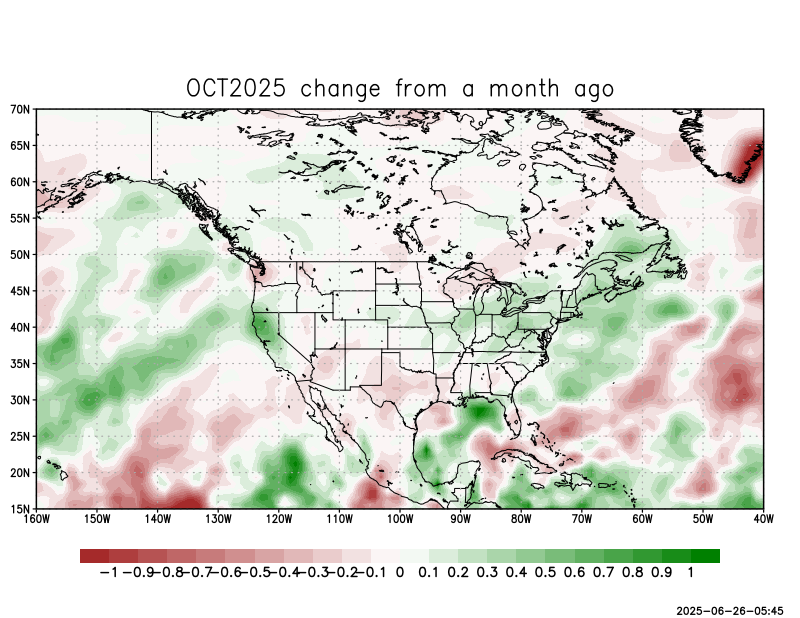 OCT2025 change from a month ago
70N
65N
60N
55N
50N
45N
40N
35N
30N
25N
20N
15N
160W 150W 140W 130W 120W 110W 100W 90W 80W 70W 60W 50W 40W
-1 -0.9 -0.8 -0.7 -0.6 -0.5 -0.4 -0.3 -0.2 -0.1 0 0.1 0.2 0.3 0.4 0.5 0.6 0.7 0.8 0.9 1
2025-06-26-05:45